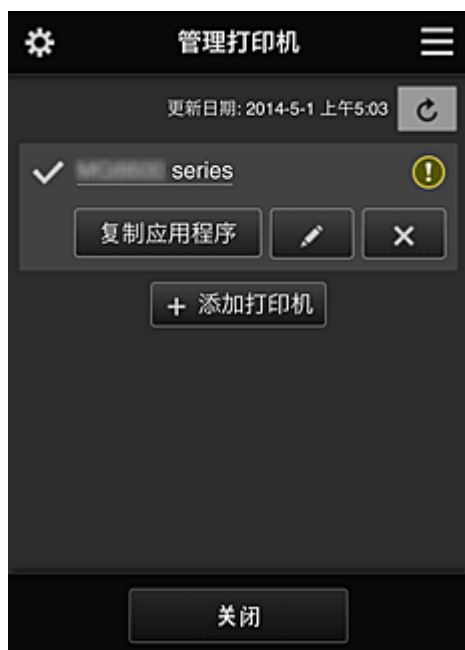 管理打印机
更新日期: 2014-5-1 上午5:03
series
复制应用程序
+ 添加打印机
关闭